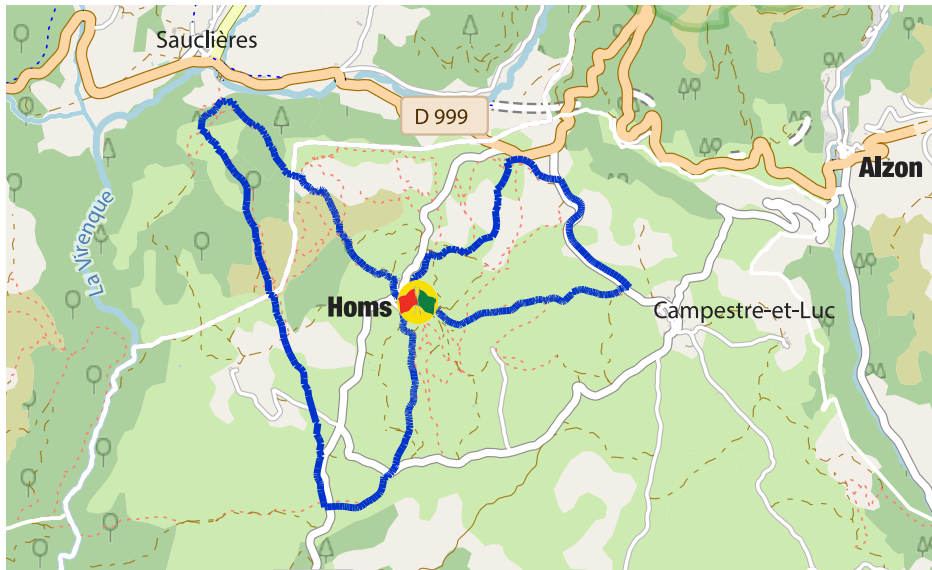 Sauclières
D 999
Alzon
La Virenque
Homs
Campestre-et-Luc